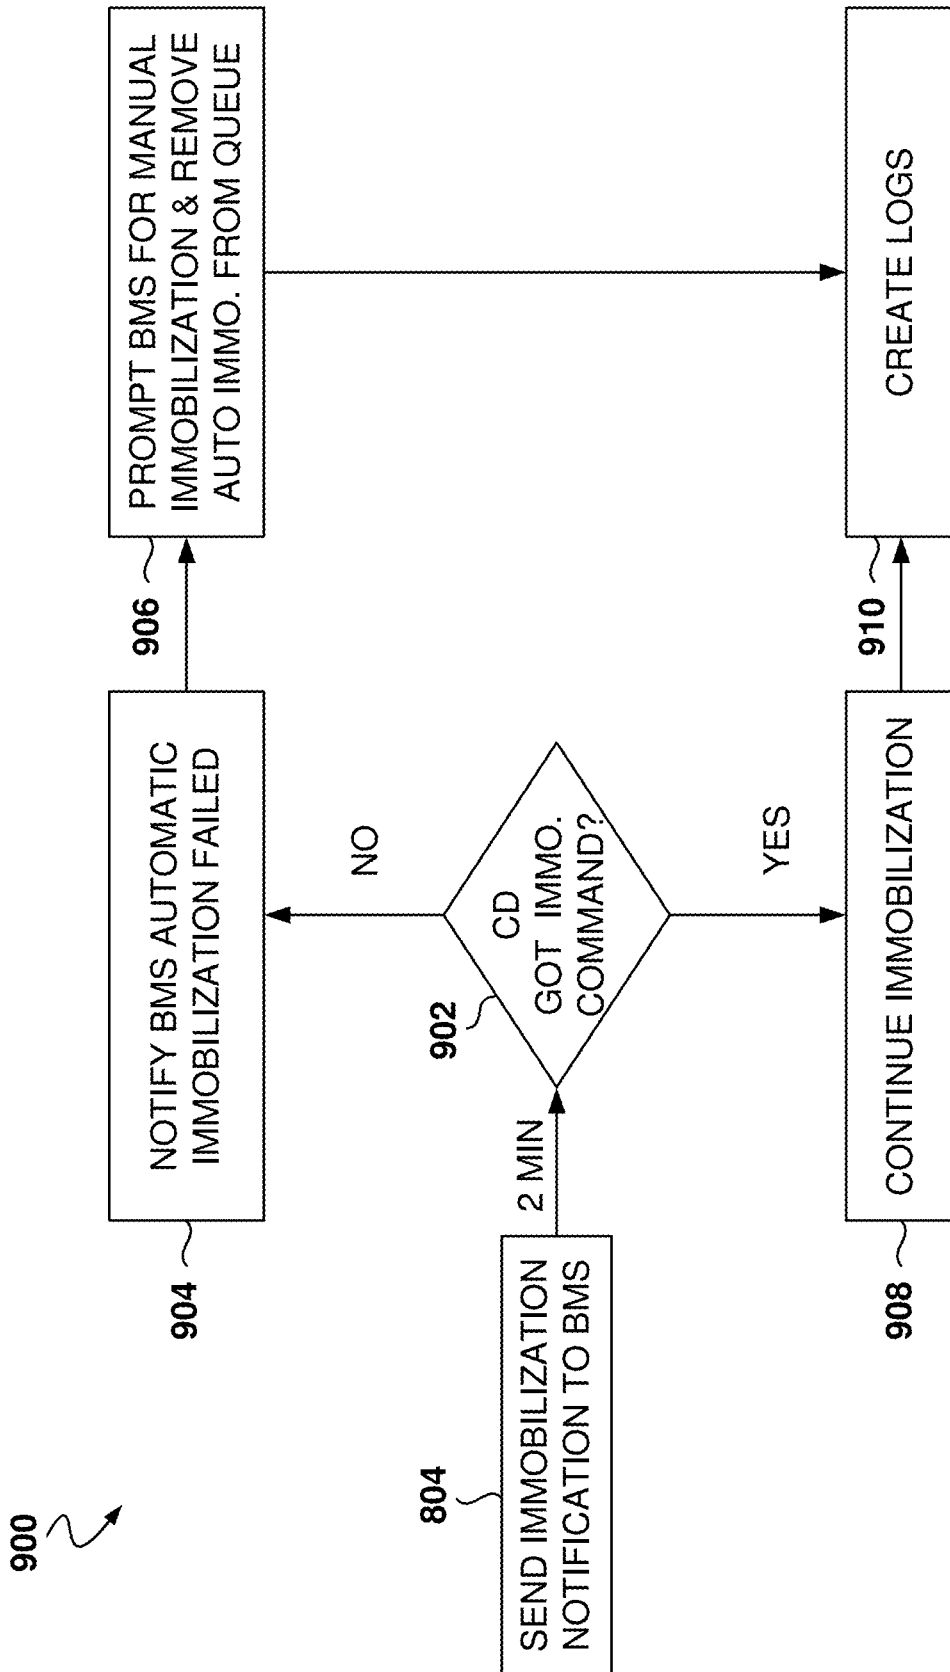 900
804
SEND IMMOBILIZATION
NOTIFICATION TO BMS
2 MIN
902
CD
GOT IMMO.
COMMAND?
NO
YES
904
NOTIFY BMS AUTOMATIC
IMMOBILIZATION FAILED
906
PROMPT BMS FOR MANUAL
IMMOBILIZATION & REMOVE
AUTO IMMO. FROM QUEUE
908
CONTINUE IMMOBILIZATION
910
CREATE LOGS